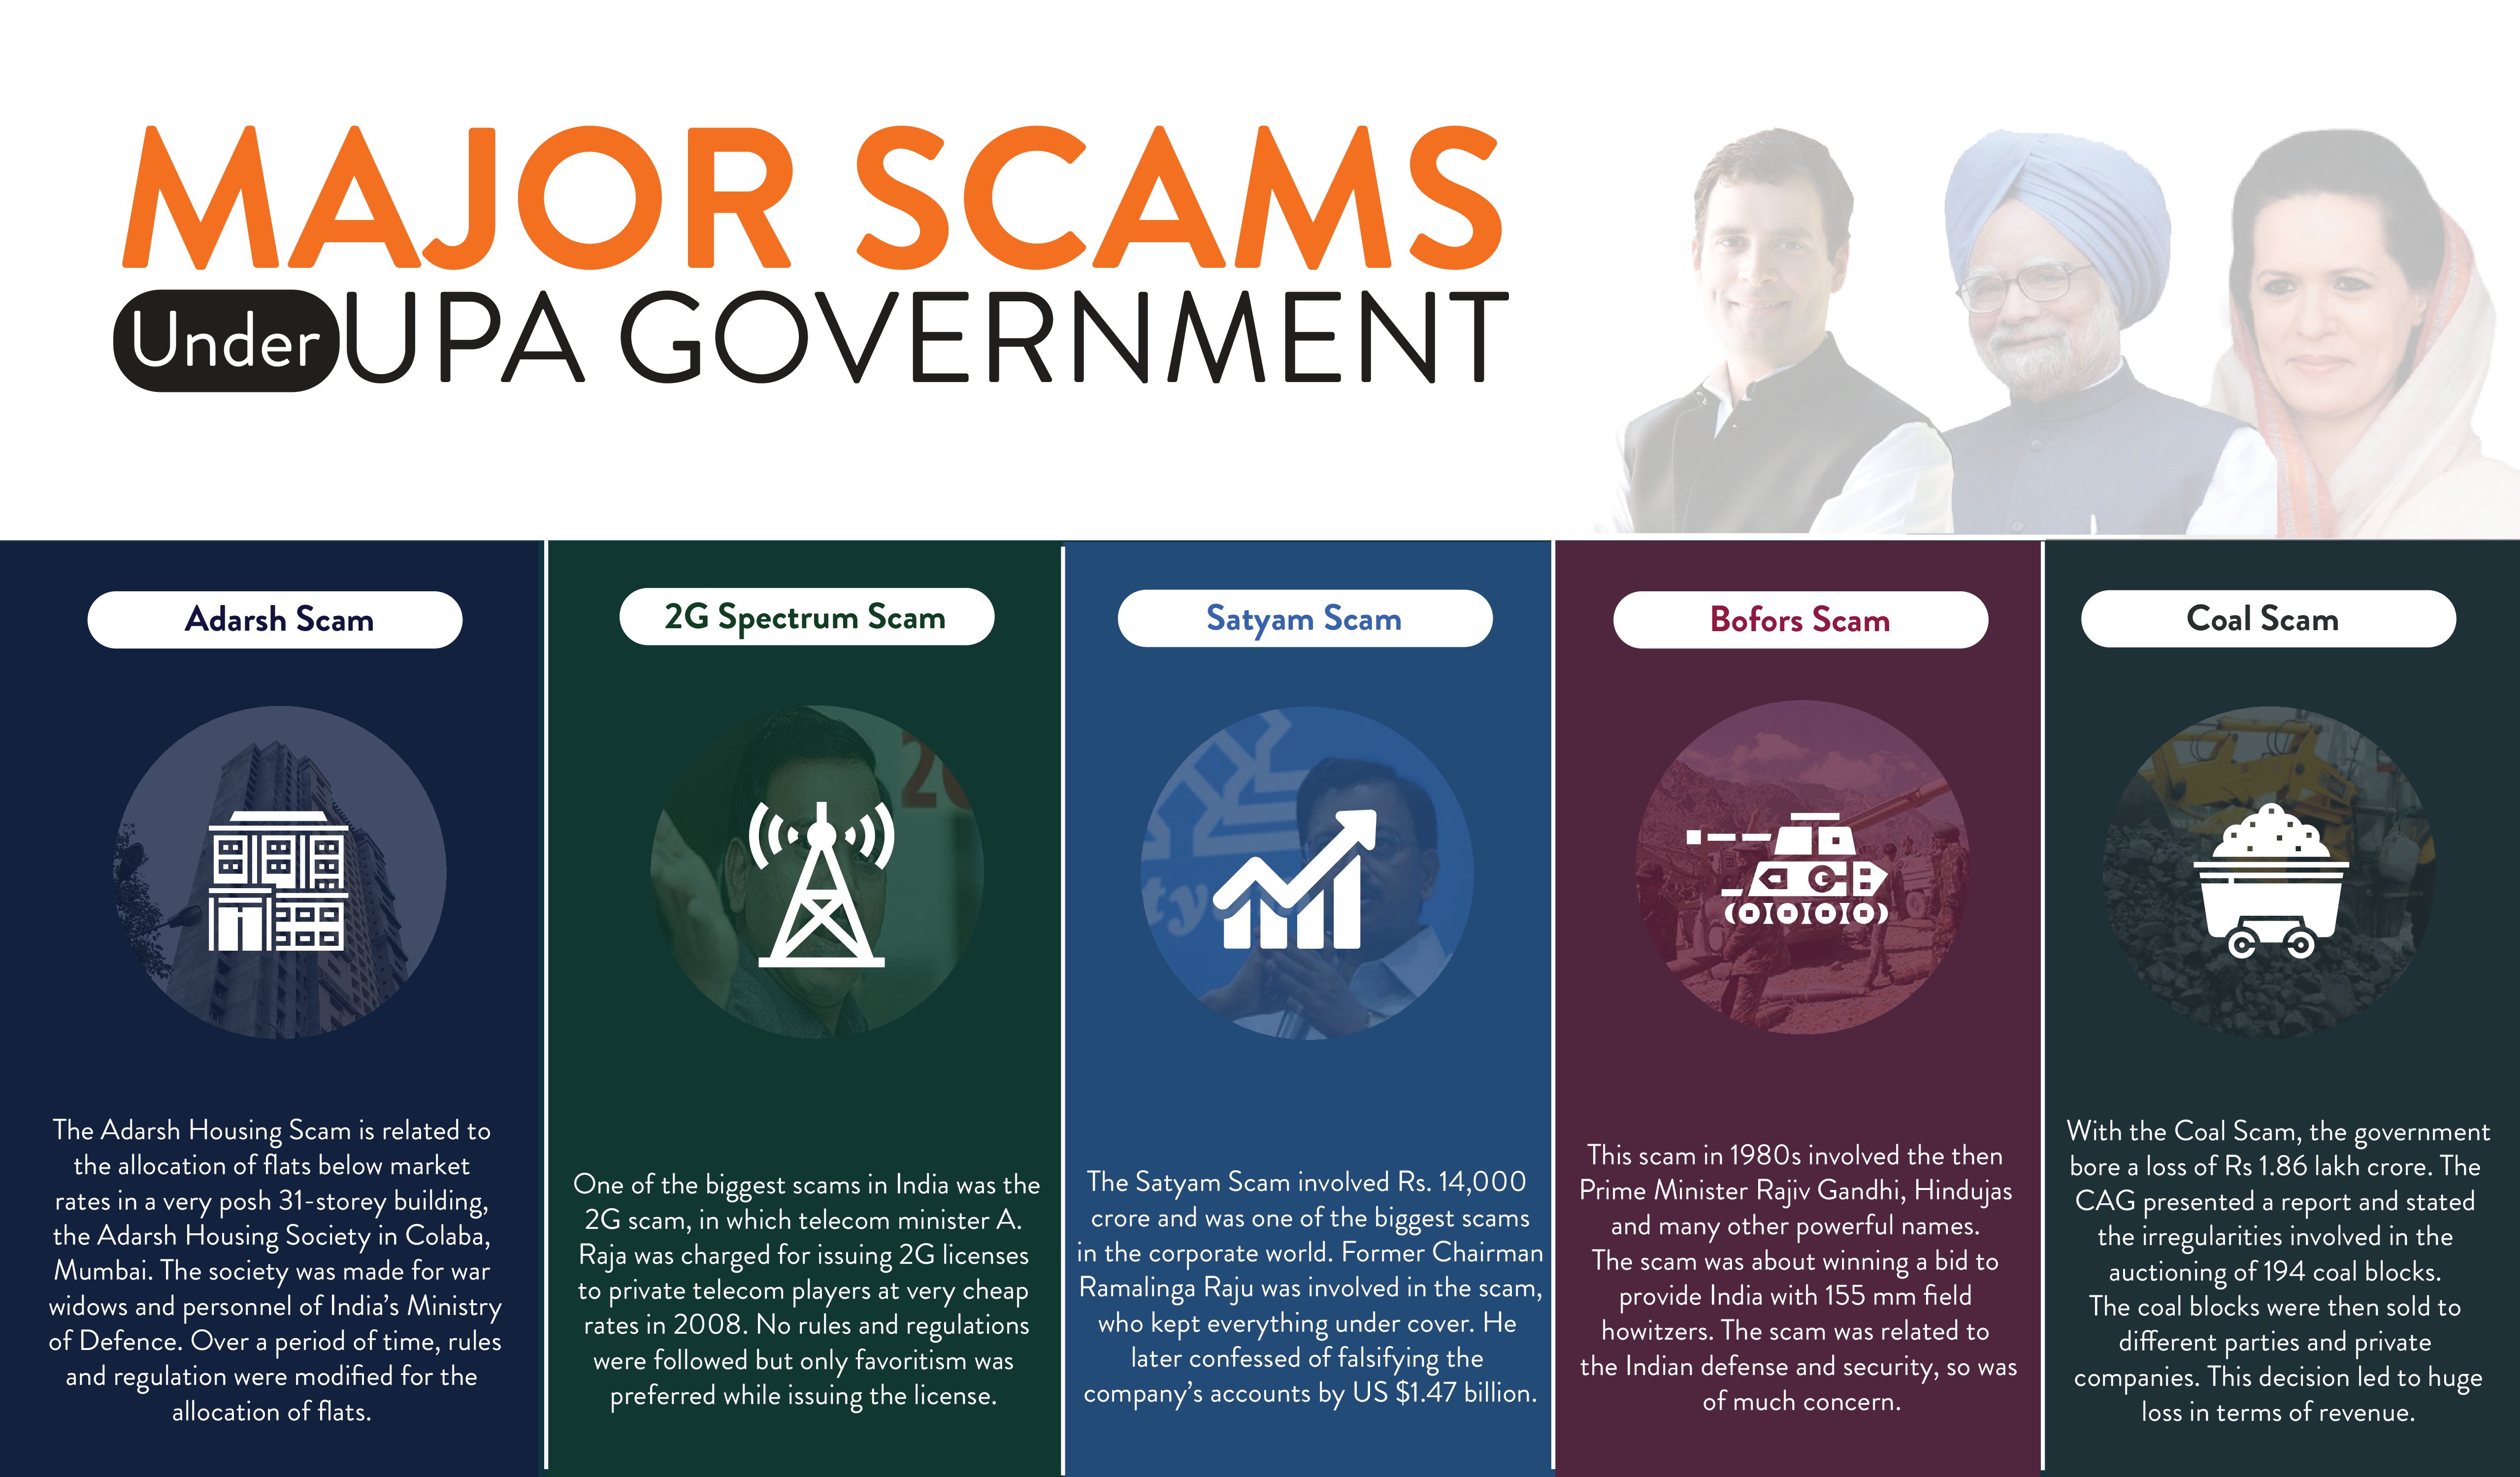 MAJOR SCAMS
Under UPA GOVERNMENT
Adarsh Scam
The Adarsh Housing Scam is related to
the allocation of flats below market
rates in a very posh 31-storey building,
the Adarsh Housing Society in Colaba,
Mumbai. The society was made for war
widows and personnel of India's Ministry
of Defence. Over a period of time, rules
and regulation were modified for the
allocation of flats.
2G Spectrum Scam
2G
One of the biggest scams in India was the
2G scam, in which telecom minister A.
Raja was charged for issuing 2G licenses
to private telecom players at very cheap
rates in 2008. No rules and regulations
were followed but only favoritism was
preferred while issuing the license.
Satyam Scam
ty
The Satyam Scam involved Rs. 14,000
crore and was one of the biggest scams
in the corporate world. Former Chairman
Ramalinga Raju was involved in the scam,
who kept everything under cover. He
later confessed of falsifying the
company's accounts by US $1.47 billion.
Bofors Scam
This scam in 1980s involved the then
Prime Minister Rajiv Gandhi, Hindujas
and many other powerful names.
The scam was about winning a bid to
provide India with 155 mm field
howitzers. The scam was related to
the Indian defense and security, so was
of much concern.
Coal Scam
With the Coal Scam, the government
bore a loss of Rs 1.86 lakh crore. The
CAG presented a report and stated
the irregularities involved in the
auctioning of 194 coal blocks.
The coal blocks were then sold to
different parties and private
companies. This decision led to huge
loss in terms of revenue.